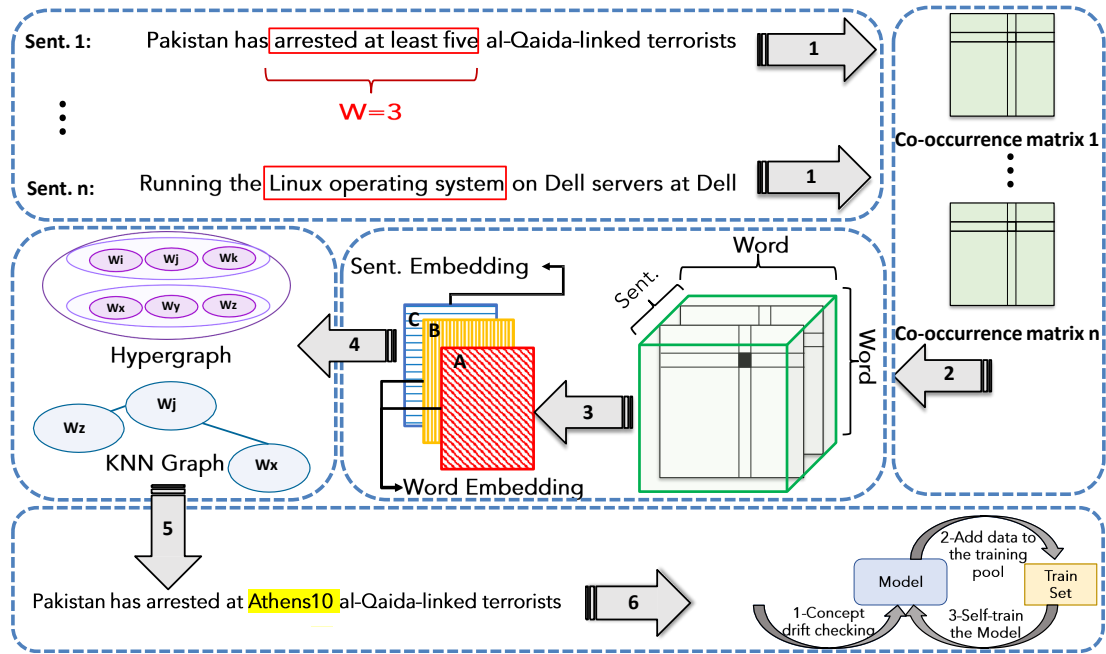 Sent. 1:
Pakistan has arrested at least five al-Qaida-linked terrorists
W=3
1
Sent. n:
Running the Linux operating system on Dell servers at Dell
1
Co-occurrence matrix 1
Co-occurrence matrix n
2
Word
Sent.
Word
3
Sent. Embedding
C
B
A
Word Embedding
4
Wi Wj Wk
Wx Wy Wz
Hypergraph
Wj
Wz
KNN Graph
Wx
5
Pakistan has arrested at Athens10 al-Qaida-linked terrorists
6
2-Add data to
the training
pool
Model
Train
Set
1-Concept
drift checking
3-Self-train
the Model